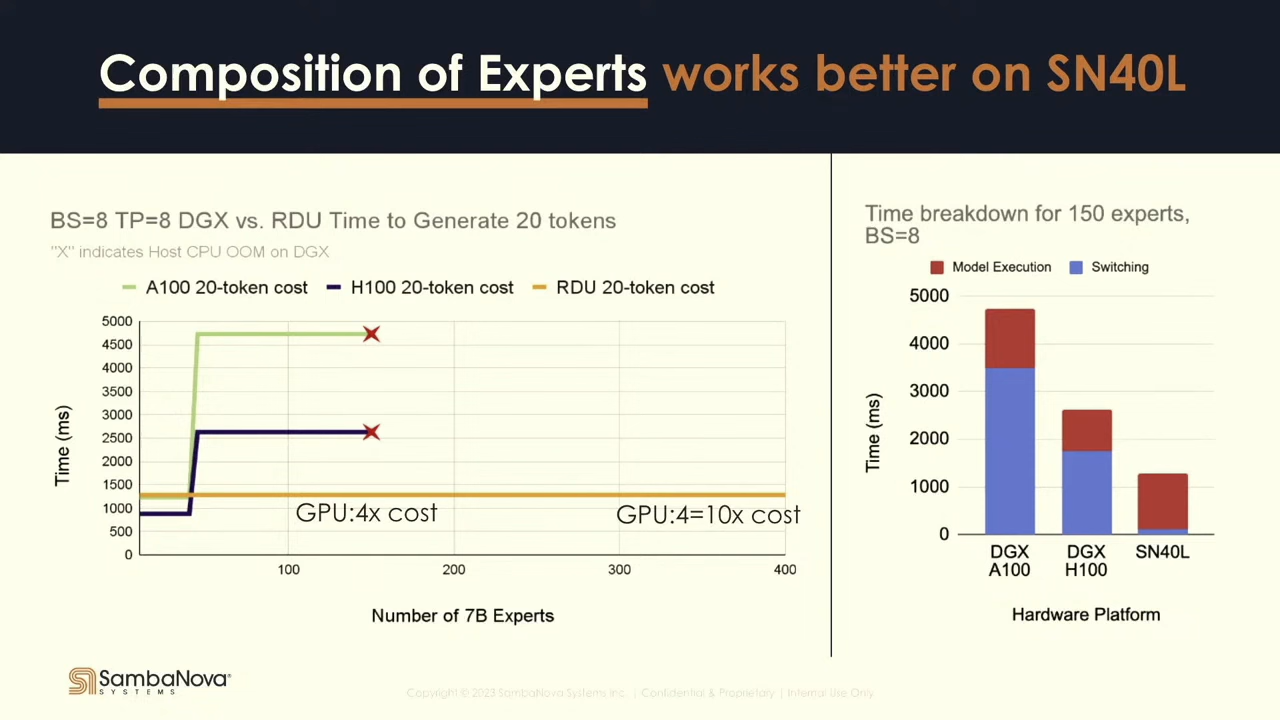 Composition of Experts works better on SN40L
BS=8 TP=8 DGX vs. RDU Time to Generate 20 tokens
"X" indicates Host CPU OOM on DGX
A100 20-token cost
H100 20-token cost
RDU 20-token cost
5000
4500
4000
3500
3000
2500
2000
1500
1000
500
0
Time (ms)
GPU:4x cost
GPU:4=10x cost
100
200
300
400
Number of 7B Experts
Time breakdown for 150 experts,
BS=8
Model Execution
Switching
5000
4000
3000
2000
1000
0
Time (ms)
DGX
A100
DGX
H100
SN40L
Hardware Platform
SambaNova®
SYSTEMS
Copyright © 2023 SambaNova Systems Inc. | Confidential & Proprietary | Internal Use Only